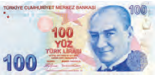 TÜRKİYE CUMHURİYET MERKEZ BANKASI
100
100
YÜZ
TÜRK LİRASI
100